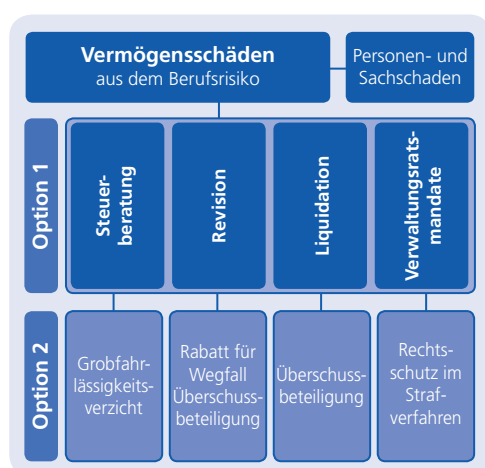 Vermögensschäden
aus dem Berufsrisiko
Personen- und
Sachschaden
Option 1
Steuer-
beratung
Revision
Liquidation
Verwaltungsrats-
mandate
Option 2
Grobfahr-
lässigkeits-
verzicht
Rabatt für
Wegfall
Überschuss-
beteiligung
Überschuss-
beteiligung
Rechts-
schutz im
Straf-
verfahren